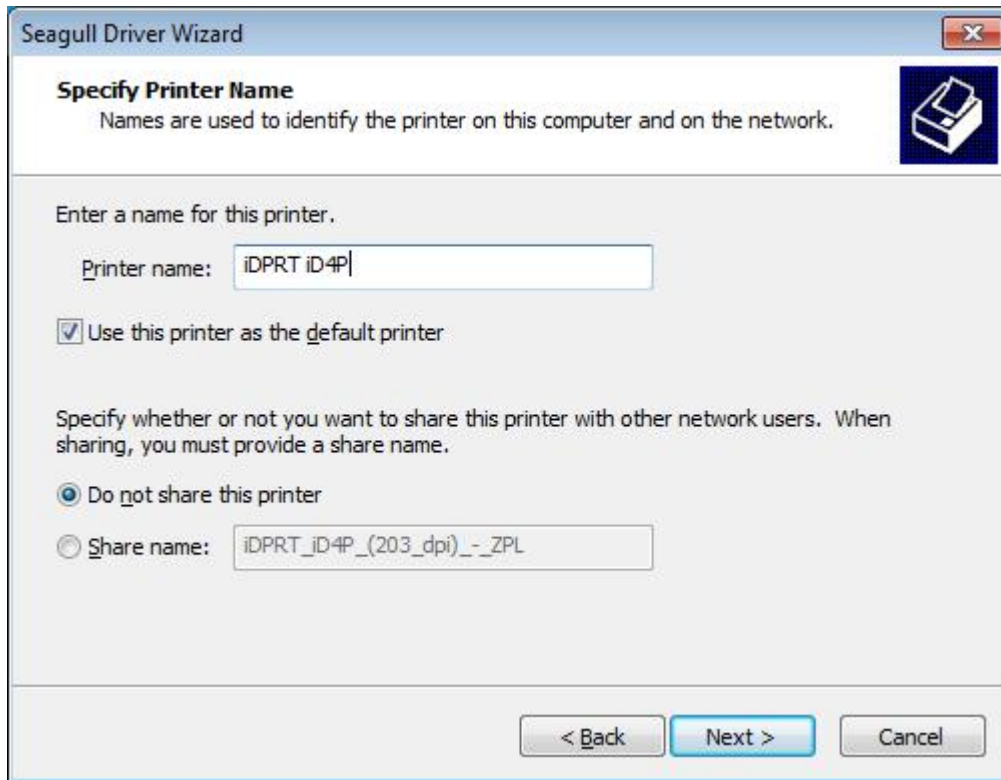 Seagull Driver Wizard
Specify Printer Name
Names are used to identify the printer on this computer and on the network.
Enter a name for this printer.
Printer name: iDPRT iD4P
Use this printer as the default printer
Specify whether or not you want to share this printer with other network users. When
sharing, you must provide a share name.
Do not share this printer
Share name: iDPRT_iD4P_(203_dpi)_-_ZPL
< Back Next > Cancel